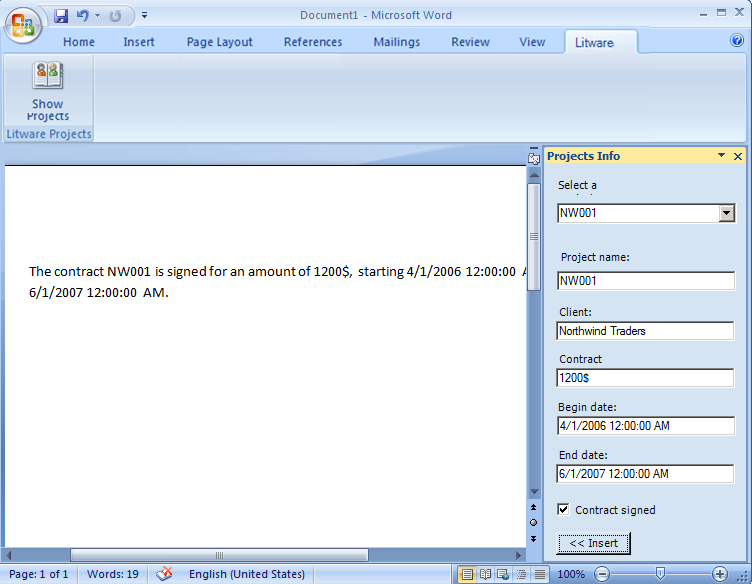 Document1 - Microsoft Word
Home Insert Page Layout References Mailings Review View Litware
Show
Projects
Litware Projects
Projects Info
Select a
NW001
Project name:
NW001
Client:
Northwind Traders
Contract
1200$
Begin date:
4/1/2006 12:00:00 AM
End date:
6/1/2007 12:00:00 AM
Contract signed
<< Insert
The contract NW001 is signed for an amount of 1200$, starting 4/1/2006 12:00:00
6/1/2007 12:00:00 AM.
Page: 1 of 1 Words: 19 English (United States) 100%